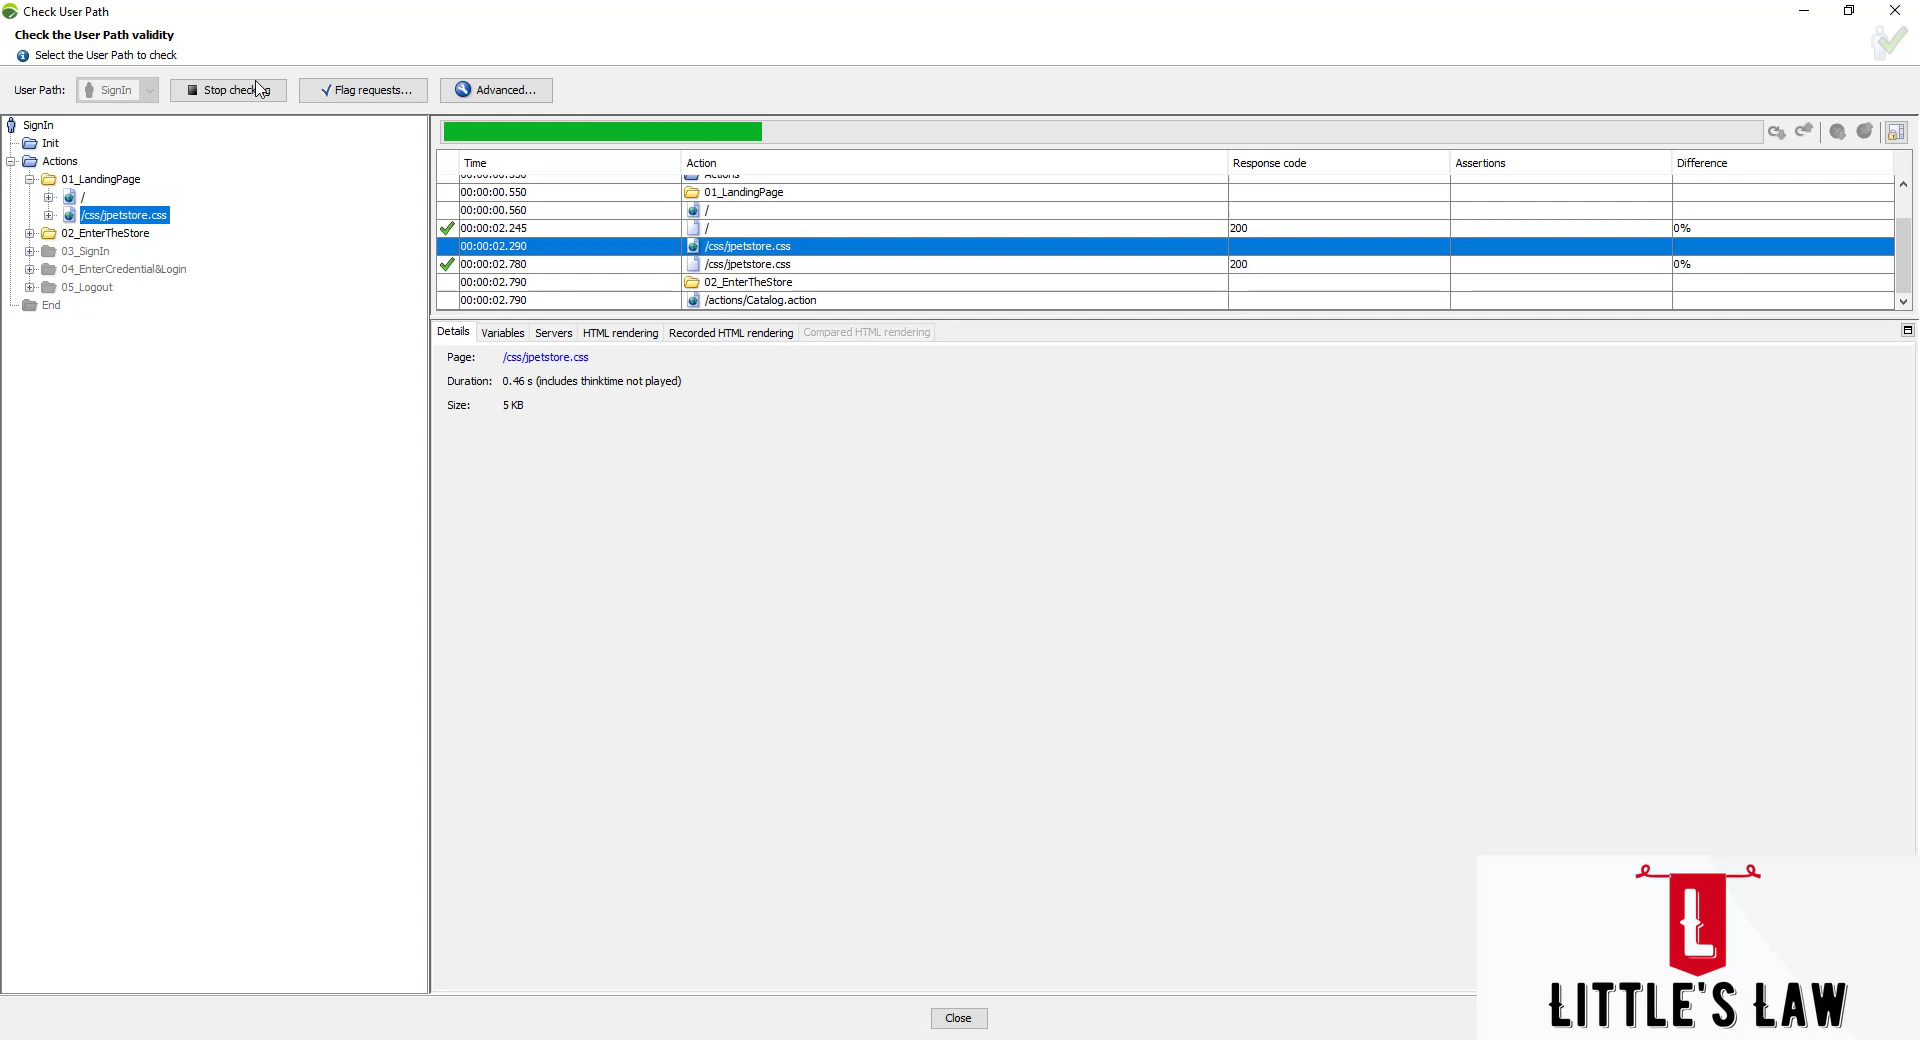 Check User Path
Check the User Path validity
Select the User Path to check
User Path: SignIn Stop checking Flag requests... Advanced...
SignIn
Init
Actions
01_LandingPage
/
/css/jpetstore.css
02_EnterTheStore
03_SignIn
04_EnterCredential&Login
05_Logout
End
Time Action Response code Assertions Difference
00:00:00.550 Actions
00:00:00.550 01_LandingPage
00:00:00.560 /
00:00:02.245 / 200 0%
00:00:02.290 /css/jpetstore.css
00:00:02.780 /css/jpetstore.css 200 0%
00:00:02.790 02_EnterTheStore
00:00:02.790 /actions/Catalog.action
Details Variables Servers HTML rendering Recorded HTML rendering Compared HTML rendering
Page: /css/jpetstore.css
Duration: 0.46 s (includes thinktime not played)
Size: 5 KB
Close
L
LITTLE'S LAW